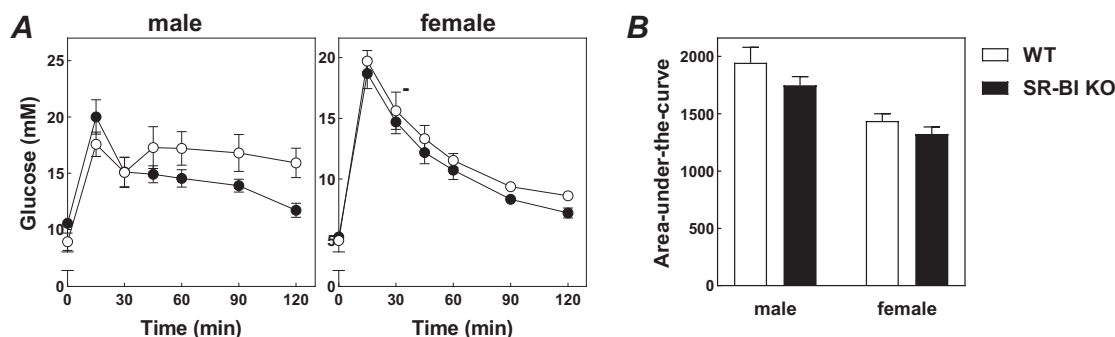 A
male
female
B
Glucose (mM)
25
20
15
10
0
0 30 60 90 120
Time (min)
20
15
10
5
0
0 30 60 90 120
Time (min)
Area-under-the-curve
2000
1500
1000
500
0
male female
WT
SR-BI KO